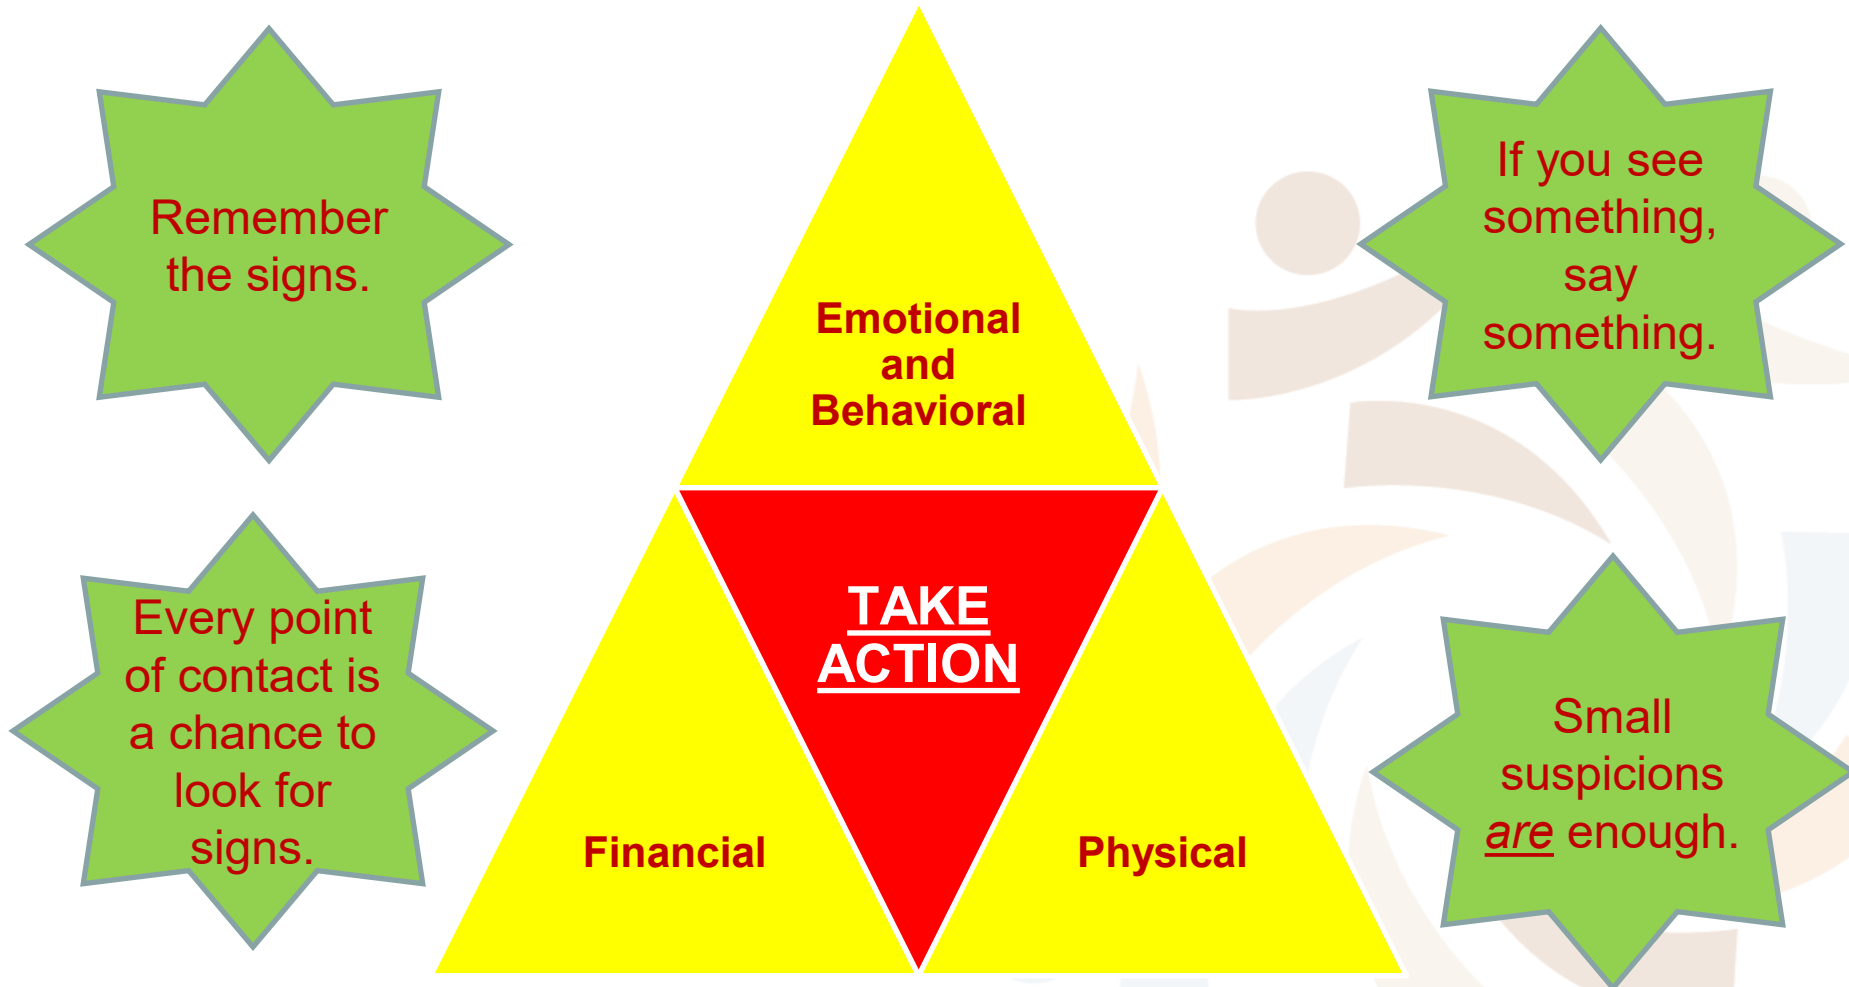 Remember
the signs.
Emotional
and
Behavioral
If you see
something,
say
something.
Every point
of contact is
a chance to
look for
signs.
TAKE
ACTION
Financial
Physical
Small
suspicions
are enough.